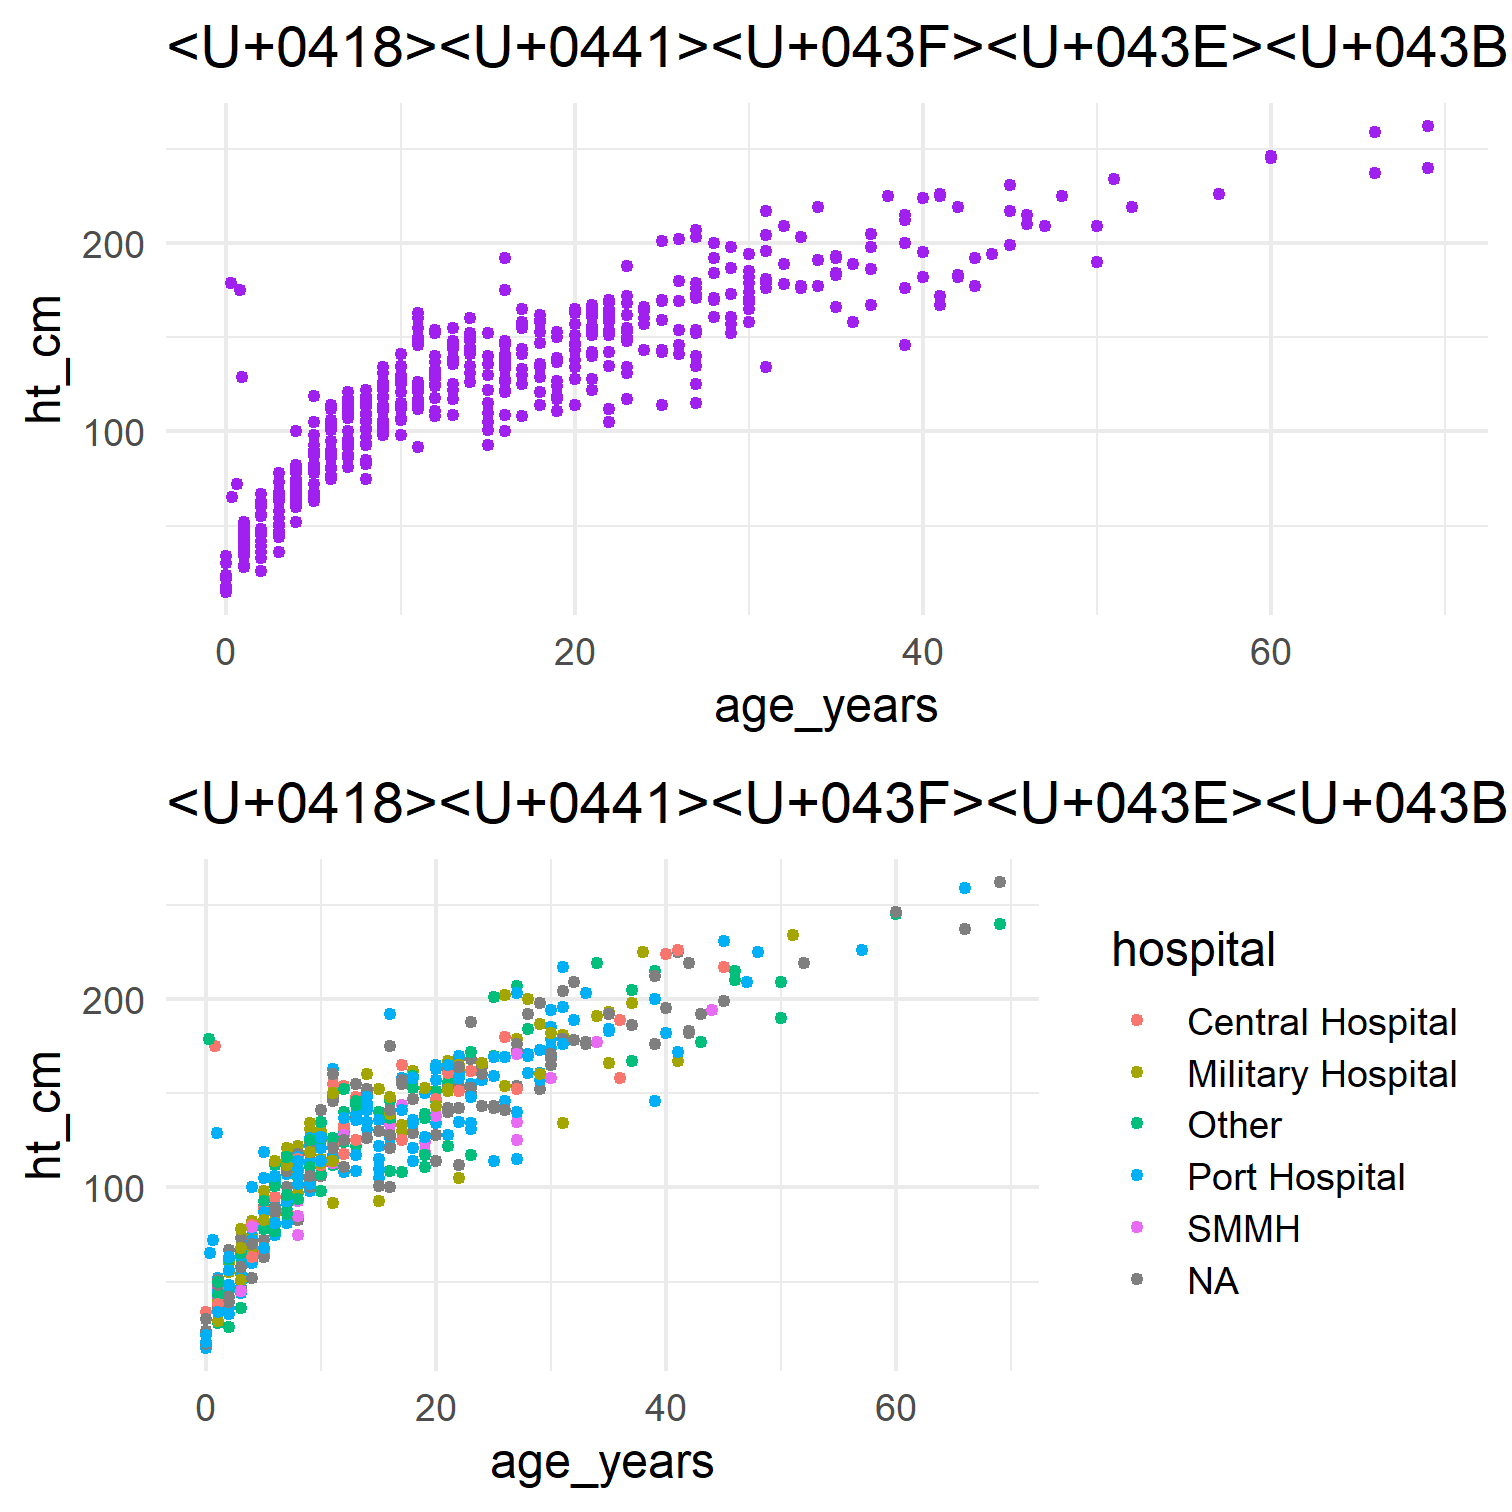 <U+0418><U+0441><U+043F><U+043E><U+043B
200
100
ht_cm
0 20 40 60
age_years
<U+0418><U+0441><U+043F><U+043E><U+043B
200
100
ht_cm
0 20 40 60
age_years
hospital
Central Hospital
Military Hospital
Other
Port Hospital
SMMH
NA